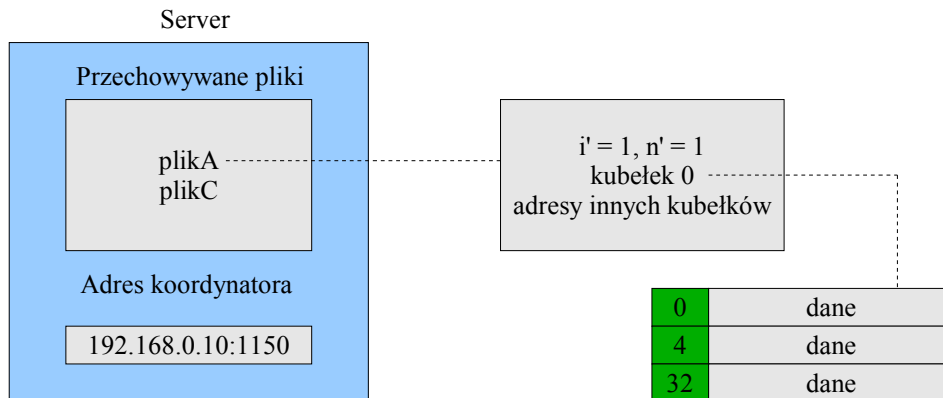 Server
Przechowywane pliki
plikA
plikC
Adres koordynatora
192.168.0.10:1150
i' = 1, n' = 1
kubełek 0
adresy innych kubełków
0 dane
4 dane
32 dane